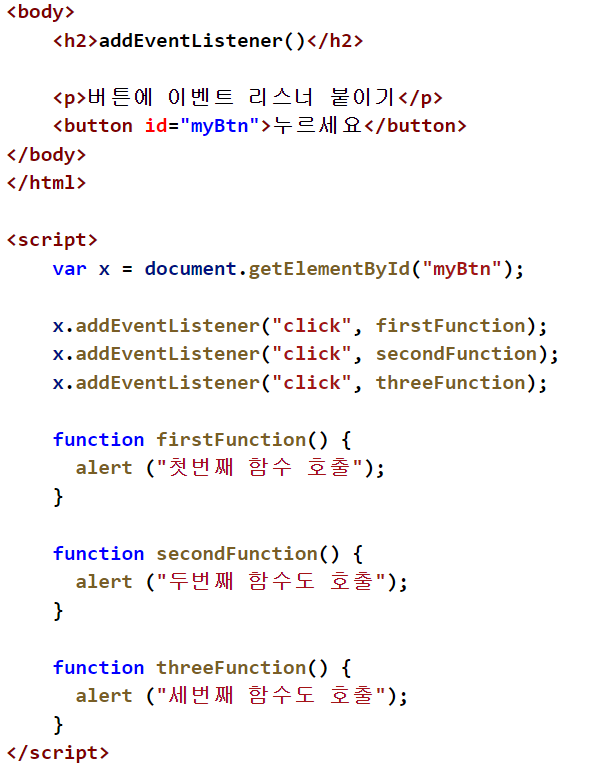 <body>
    <h2>addEventListener()</h2>

    <p>버튼에 이벤트 리스너 붙이기</p>
    <button id="myBtn">누르세요</button>
</body>
</html>

<script>
    var x = document.getElementById("myBtn");

    x.addEventListener("click", firstFunction);
    x.addEventListener("click", secondFunction);
    x.addEventListener("click", threeFunction);

    function firstFunction() {
      alert ("첫번째 함수 호출");
    }

    function secondFunction() {
      alert ("두번째 함수도 호출");
    }

    function threeFunction() {
      alert ("세번째 함수도 호출");
    }
</script>